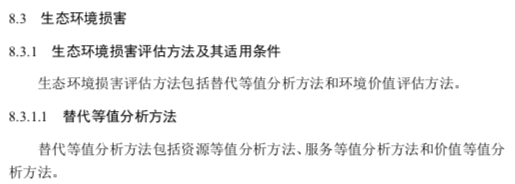 8.3 生态环境损害
8.3.1 生态环境损害评估方法及其适用条件
生态环境损害评估方法包括替代等值分析方法和环境价值评估方法。
8.3.1.1 替代等值分析方法
替代等值分析方法包括资源等值分析方法、服务等值分析方法和价值等值分
析方法。